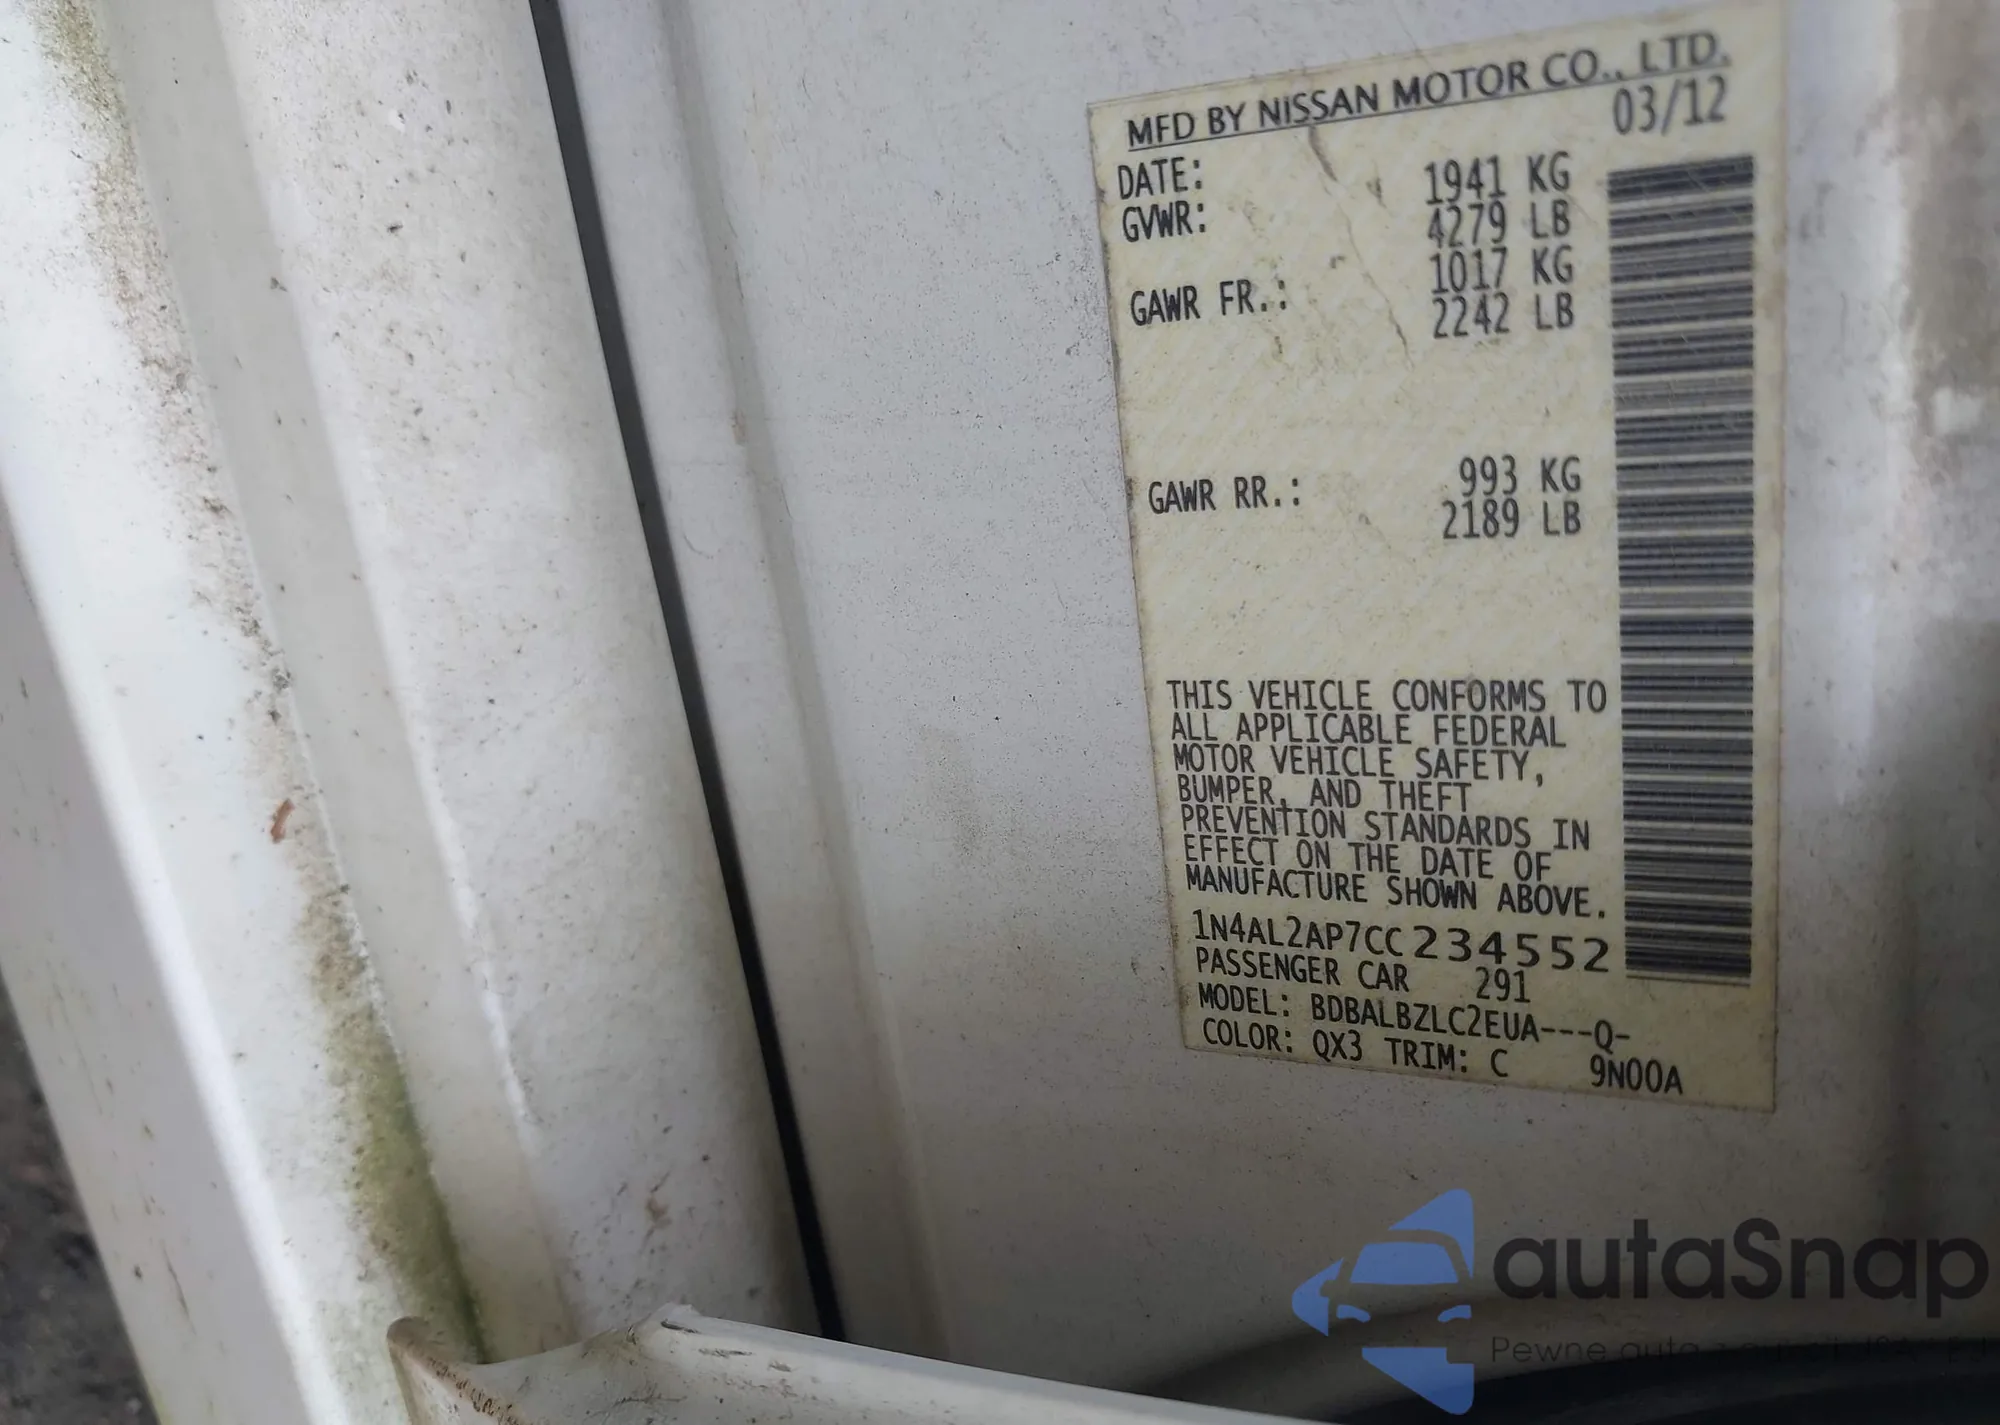 MFD BY NISSAN MOTOR CO., LTD.
03/12
DATE:
1941 KG
GVWR:
4279 LB
1017 KG
GAWR FR.:
2242 LB
993 KG
GAWR RR.:
2189 LB
THIS VEHICLE CONFORMS TO
ALL APPLICABLE FEDERAL
MOTOR VEHICLE SAFETY,
BUMPER, AND THEFT
PREVENTION STANDARDS IN
EFFECT ON THE DATE OF
MANUFACTURE SHOWN ABOVE.
1N4AL2AP7CC234552
PASSENGER CAR 291
MODEL: BDBALBZLC2EUA---Q-
COLOR: QX3 TRIM: C 9N00A
autaSnap
Pewne auto z